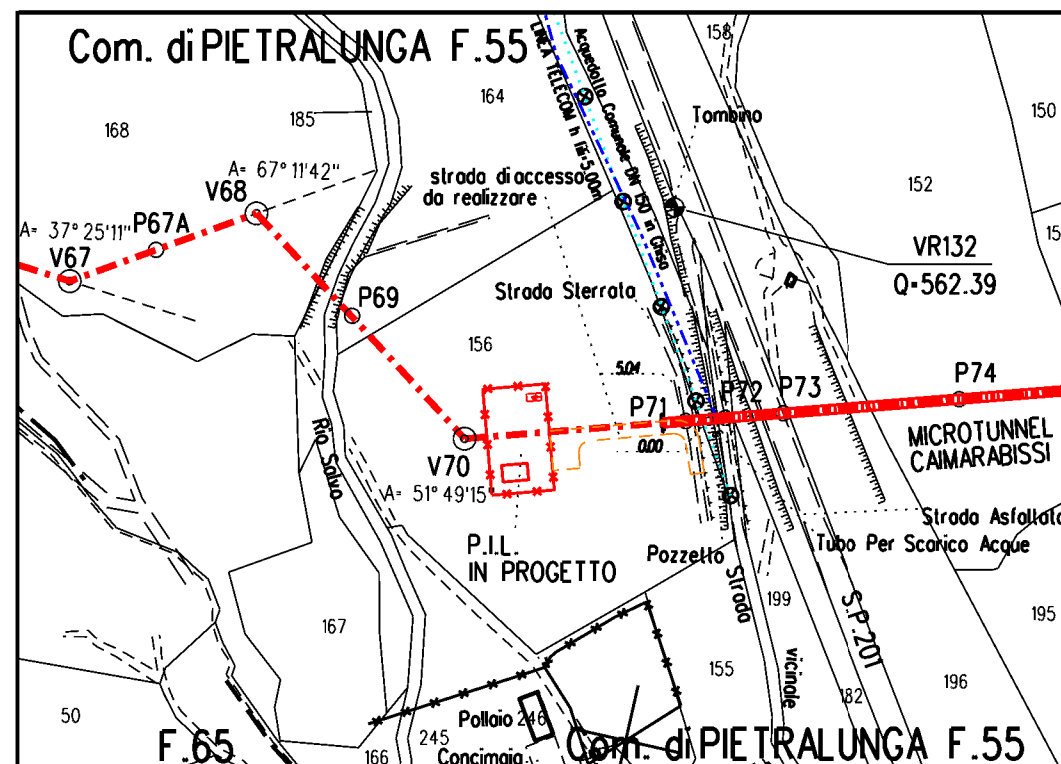 Com. di PIETRALUNGA F.55
168
185
164
158
150
152
15
LINEA TELECOM h fili=5.00m
Acquedotto Comunale DN 150 in Ghisa
Tombino
A= 67°11'42"
V68
P67A
A= 37°25'11"
V67
strada di accesso
da realizzare
VR132
Q=562.39
Strada Sterrata
P69
156
5.04
P71
P72
P73
P74
0.00
MICROTUNNEL
CAIMARABISSI
V70
A= 51°49'15"
Rio Salvo
P.I.L.
IN PROGETTO
Pozzetto
Strada
vicinale
Strada Asfaltata
Tubo Per Scarico Acque
S.P.201
199
195
167
155
182
196
50
166
245
246
Pollaio
Concimaia
F.65
Com. di PIETRALUNGA F.55